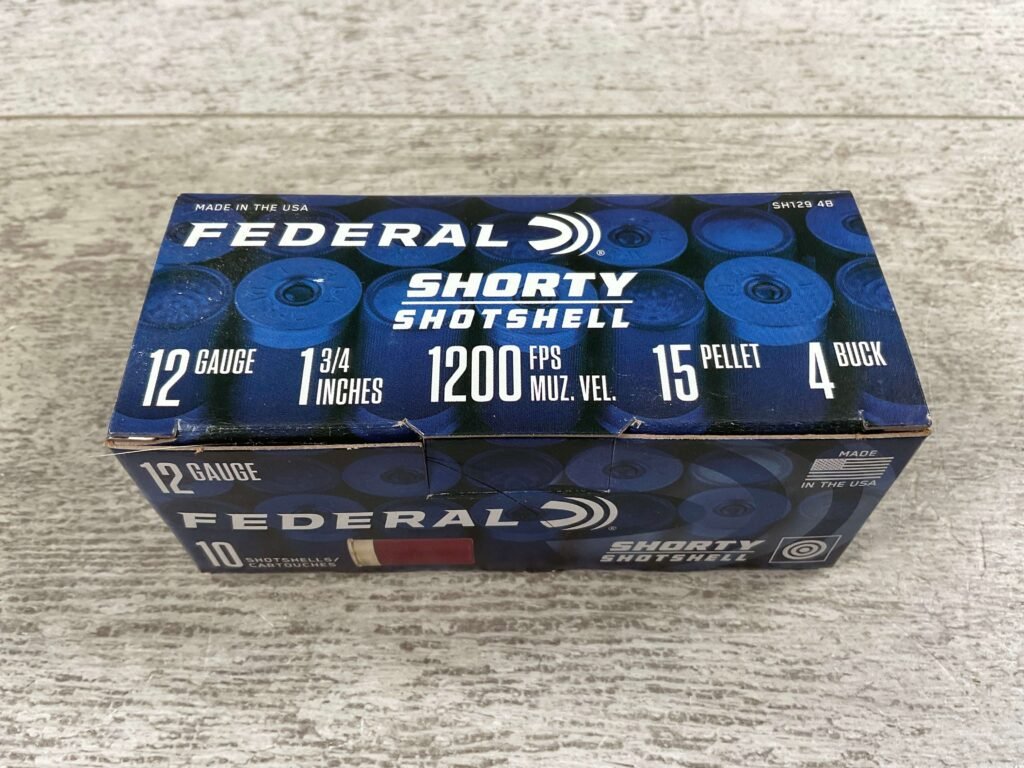 MADE IN THE USA
SH129 4B
FEDERAL
®
SHORTY
SHOTSHELL
12 GAUGE
1 3/4 INCHES
1200 FPS MUZ. VEL.
15 PELLET
4 BUCK
12 GAUGE
MADE
IN THE USA
FEDERAL
®
10 SHOTSHELLS/
CARTOUCHES
SHORTY
SHOTSHELL